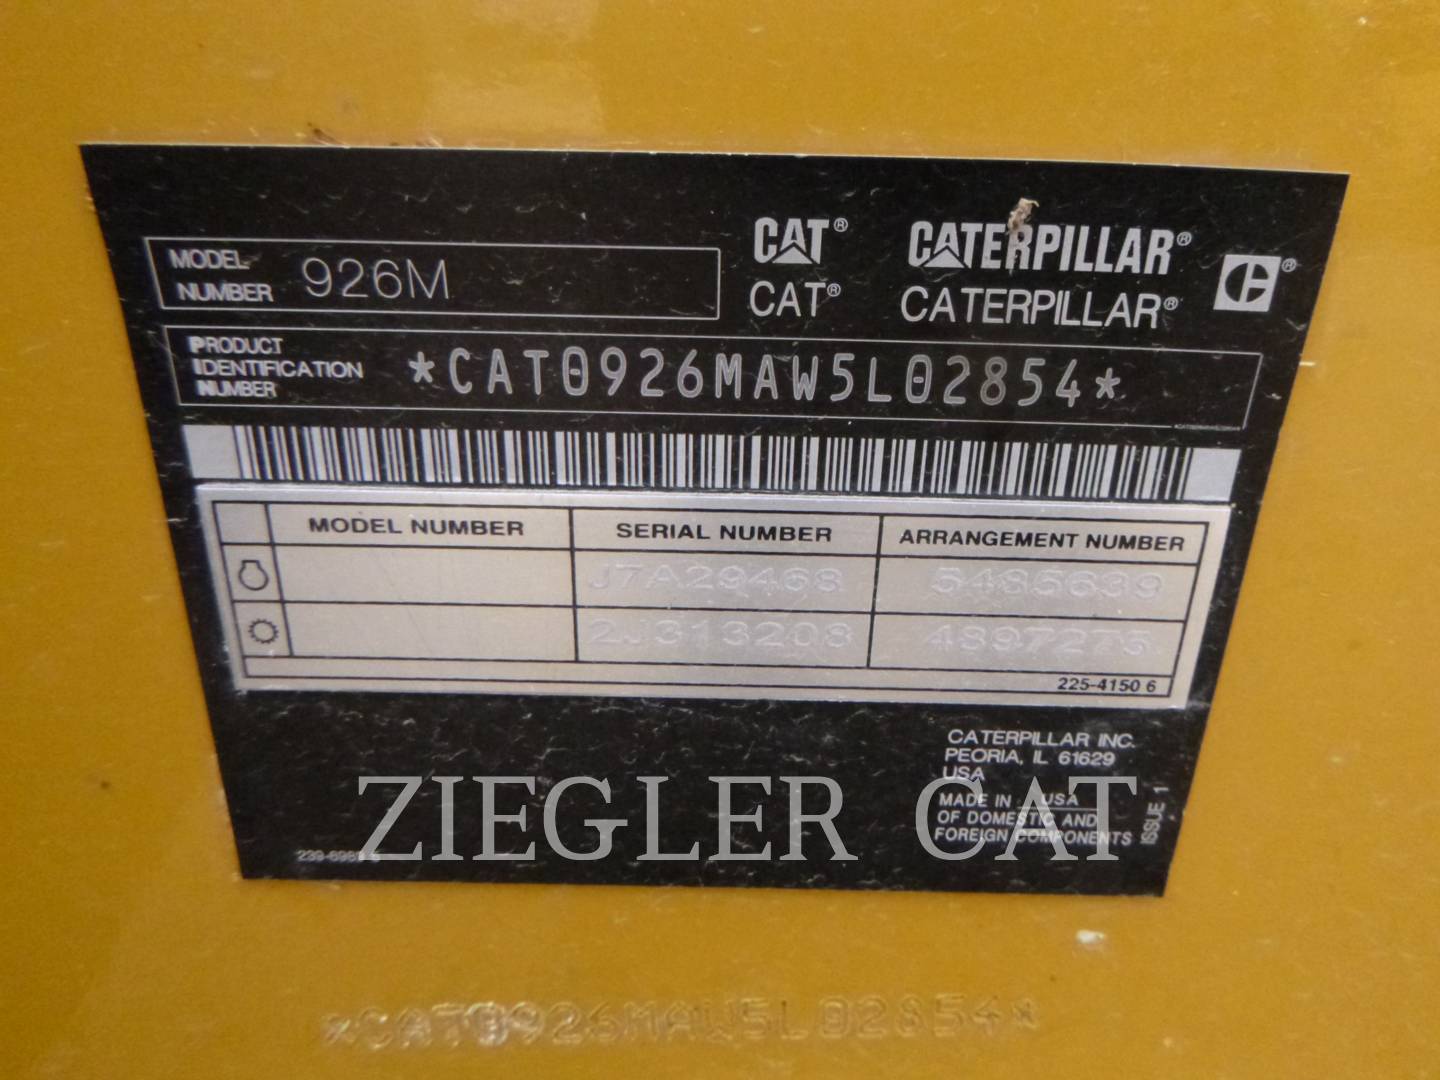 CAT® CATERPILLAR®
MODEL NUMBER 926M
CAT® CATERPILLAR®
PRODUCT IDENTIFICATION NUMBER *CAT0926MAW5L02854*
MODEL NUMBER SERIAL NUMBER ARRANGEMENT NUMBER
J7A29468 5485639
2J313208 4897275
225-4150 6
CATERPILLAR INC.
PEORIA, IL 61629
USA
MADE IN USA
OF DOMESTIC AND
FOREIGN COMPONENTS
ISSUE 1
ZIEGLER CAT
*CAT0926MAW5L02854*